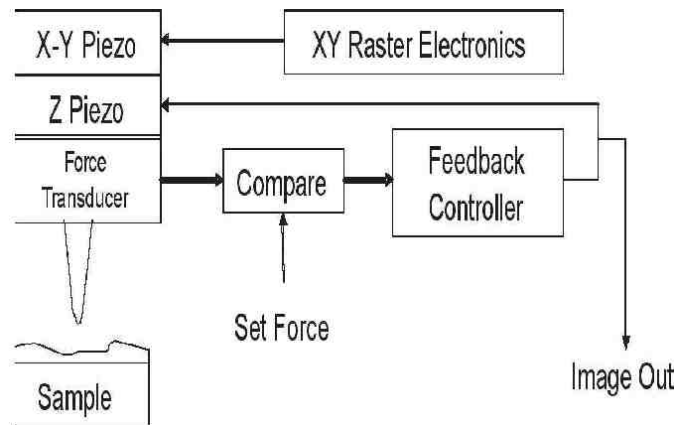 X-Y Piezo
XY Raster Electronics
Z Piezo
Force
Transducer
Compare
Feedback
Controller
Set Force
Image Out
Sample